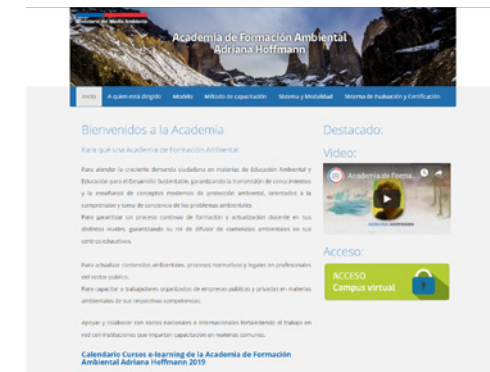 Ministerio del Medio Ambiente
Academia de Formación Ambiental
Adriana Hoffmann
Inicio A quien está dirigido Modelo Método de capacitación Sistema y Modalidad Sistema de Evaluación y Certificación
Bienvenidos a la Academia
Para qué una Academia de Formación Ambiental:
Para atender la creciente demanda ciudadana en materias de Educación Ambiental y
Educación para el Desarrollo Sustentable, garantizando la transmisión de conocimientos
y la enseñanza de conceptos modernos de protección ambiental, orientados a la
comprensión y toma de conciencia de los problemas ambientales
Para garantizar un proceso continuo de formación y actualización docente en sus
distintos niveles, garantizando su rol de difusor de contenidos ambientales en sus
centros educativos.
Para actualizar contenidos ambientales, procesos normativos y legales en profesionales
del sector público.
Para capacitar a trabajadores organizados de empresas públicas y privadas en materias
ambientales de sus respectivas competencias.
Apoyar y colaborar con socios nacionales e internacionales fortaleciendo el trabajo en
red con instituciones que impartan capacitación en materias comunes.
Calendario Cursos e-learning de la Academia de Formación
Ambiental Adriana Hoffmann 2019
Destacado:
Video:
Academia de Forma...
ADRIANA HOFFMANN
Acceso:
ACCESO
Campus virtual